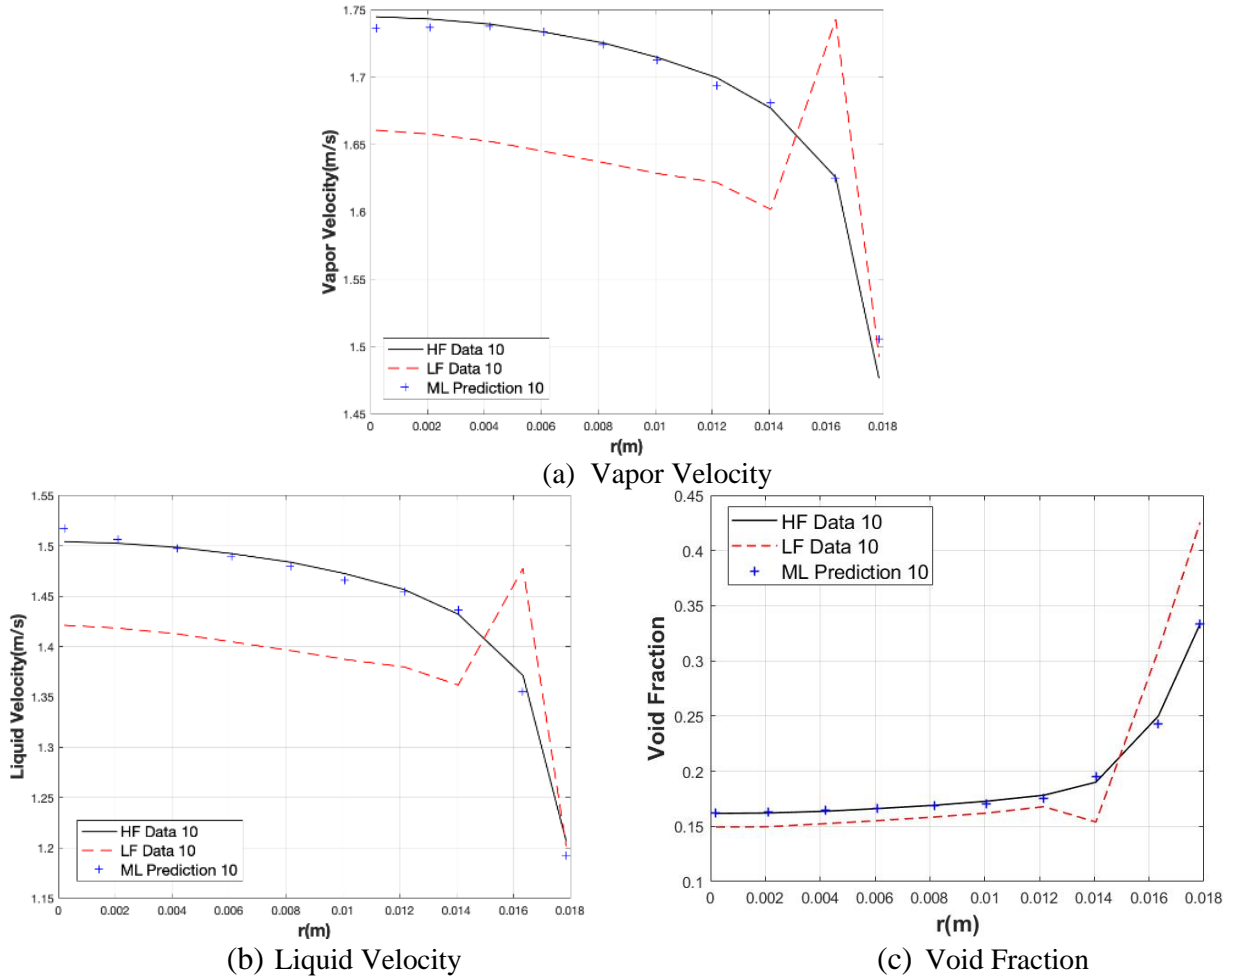 1.75
1.7
1.65
1.6
1.55
1.5
1.45
Vapor Velocity(m/s)
HF Data 10
LF Data 10
ML Prediction 10
0 0.002 0.004 0.006 0.008 0.01 0.012 0.014 0.016 0.018
r(m)
(a) Vapor Velocity
1.55
1.5
1.45
1.4
1.35
1.3
1.25
1.2
1.15
Liquid Velocity(m/s)
HF Data 10
LF Data 10
ML Prediction 10
0 0.002 0.004 0.006 0.008 0.01 0.012 0.014 0.016 0.018
r(m)
(b) Liquid Velocity
0.45
0.4
0.35
0.3
0.25
0.2
0.15
0.1
Void Fraction
HF Data 10
LF Data 10
ML Prediction 10
0 0.002 0.004 0.006 0.008 0.01 0.012 0.014 0.016 0.018
r(m)
(c) Void Fraction